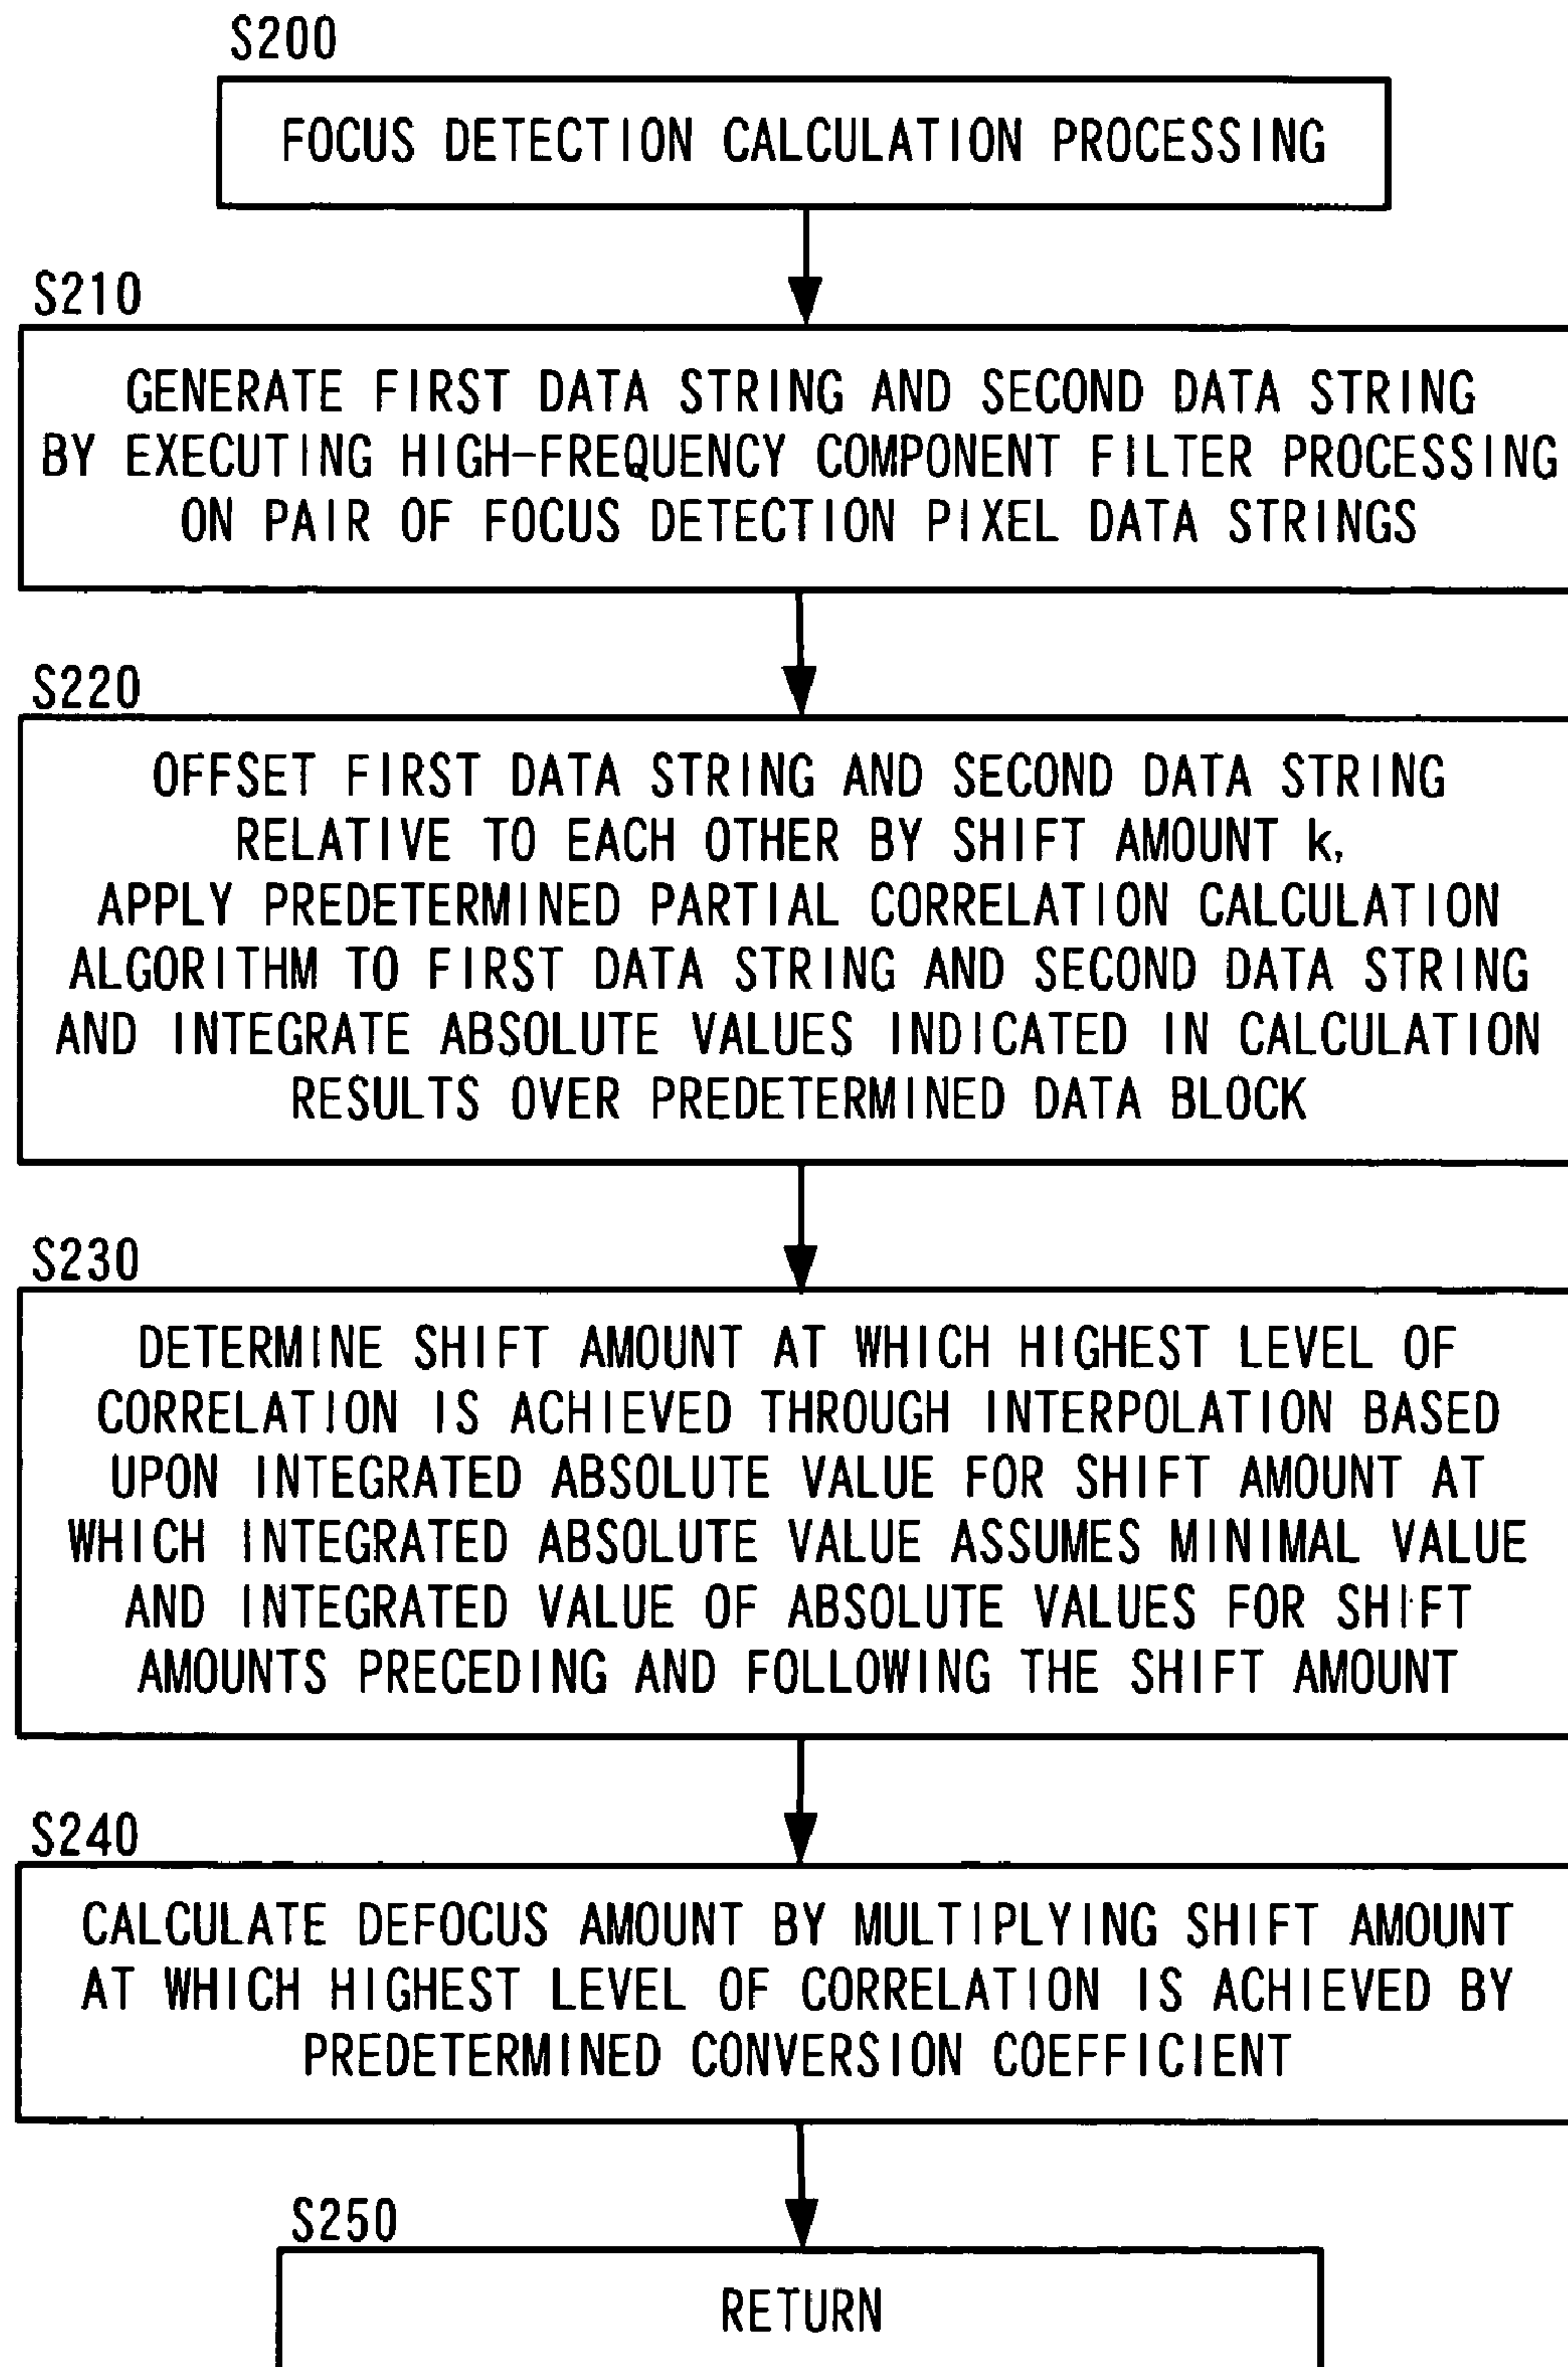 S200
FOCUS DETECTION CALCULATION PROCESSING
S210
GENERATE FIRST DATA STRING AND SECOND DATA STRING
BY EXECUTING HIGH-FREQUENCY COMPONENT FILTER PROCESSING
ON PAIR OF FOCUS DETECTION PIXEL DATA STRINGS
S220
OFFSET FIRST DATA STRING AND SECOND DATA STRING
RELATIVE TO EACH OTHER BY SHIFT AMOUNT k,
APPLY PREDETERMINED PARTIAL CORRELATION CALCULATION
ALGORITHM TO FIRST DATA STRING AND SECOND DATA STRING
AND INTEGRATE ABSOLUTE VALUES INDICATED IN CALCULATION
RESULTS OVER PREDETERMINED DATA BLOCK
S230
DETERMINE SHIFT AMOUNT AT WHICH HIGHEST LEVEL OF
CORRELATION IS ACHIEVED THROUGH INTERPOLATION BASED
UPON INTEGRATED ABSOLUTE VALUE FOR SHIFT AMOUNT AT
WHICH INTEGRATED ABSOLUTE VALUE ASSUMES MINIMAL VALUE
AND INTEGRATED VALUE OF ABSOLUTE VALUES FOR SHIFT
AMOUNTS PRECEDING AND FOLLOWING THE SHIFT AMOUNT
S240
CALCULATE DEFOCUS AMOUNT BY MULTIPLYING SHIFT AMOUNT
AT WHICH HIGHEST LEVEL OF CORRELATION IS ACHIEVED BY
PREDETERMINED CONVERSION COEFFICIENT
S250
RETURN